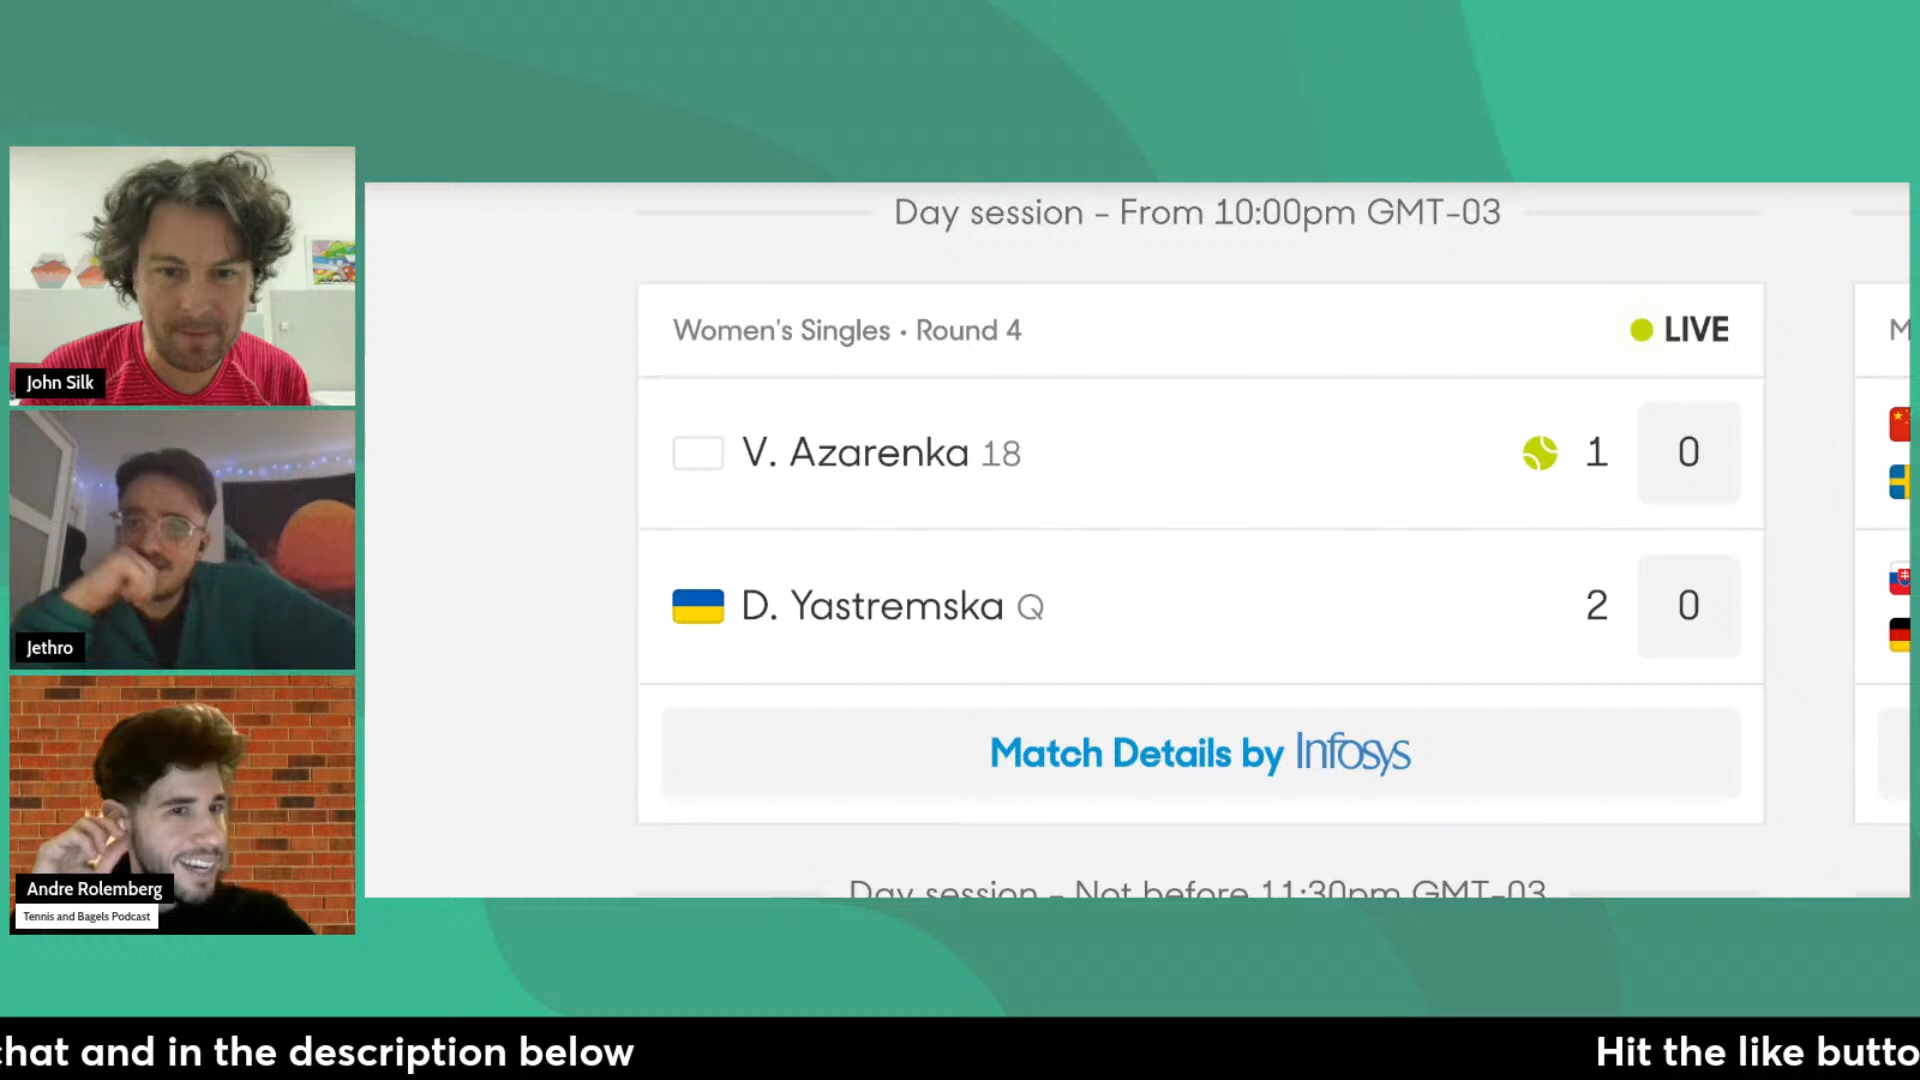 Day session - From 10:00pm GMT-03
Women's Singles • Round 4
LIVE
M
V. Azarenka 18
1
0
D. Yastremska Q
2
0
Match Details by Infosys
Day session - Not before 11:30pm GMT-03
John Silk
Jethro
Andre Rolemberg
Tennis and Bagels Podcast
chat and in the description below
Hit the like butto